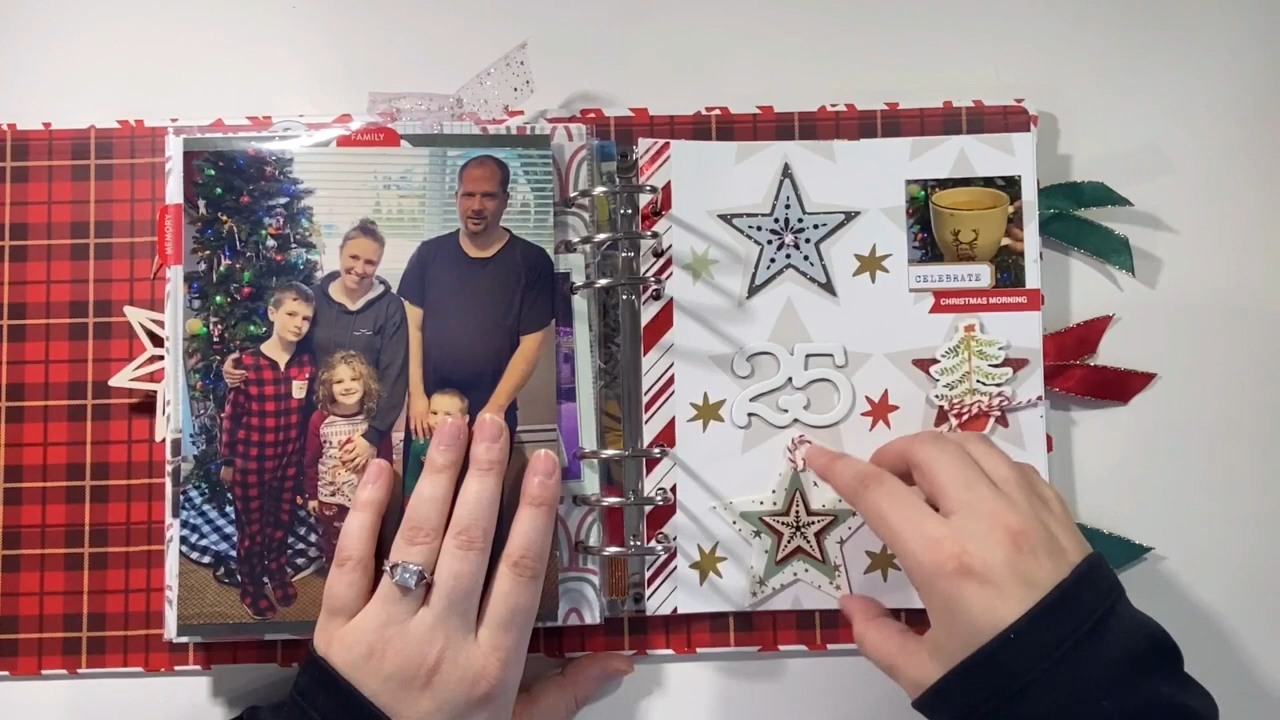 FAMILY
MEMORY
CELEBRATE
CHRISTMAS MORNING
25